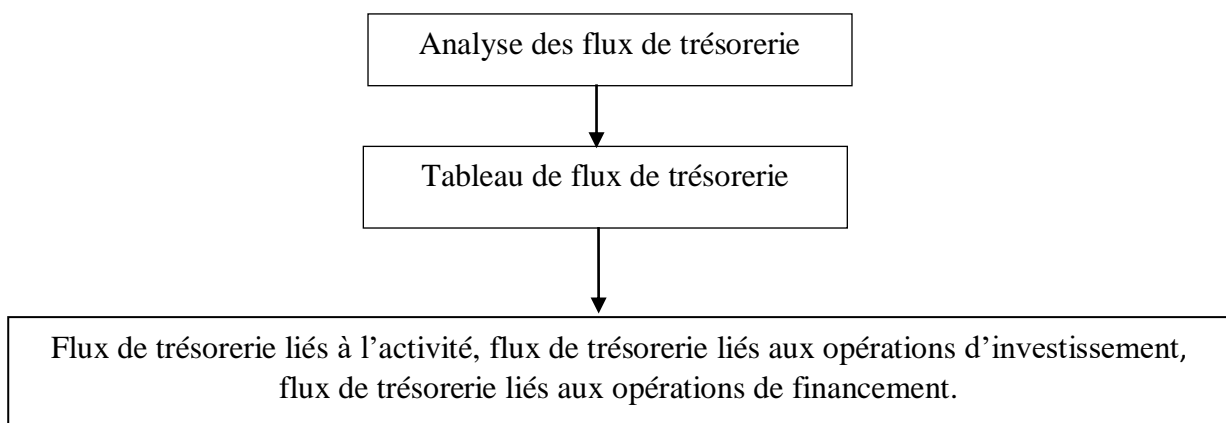 Analyse des flux de trésorerie
Tableau de flux de trésorerie
Flux de trésorerie liés à l’activité, flux de trésorerie liés aux opérations d’investissement,
flux de trésorerie liés aux opérations de financement.